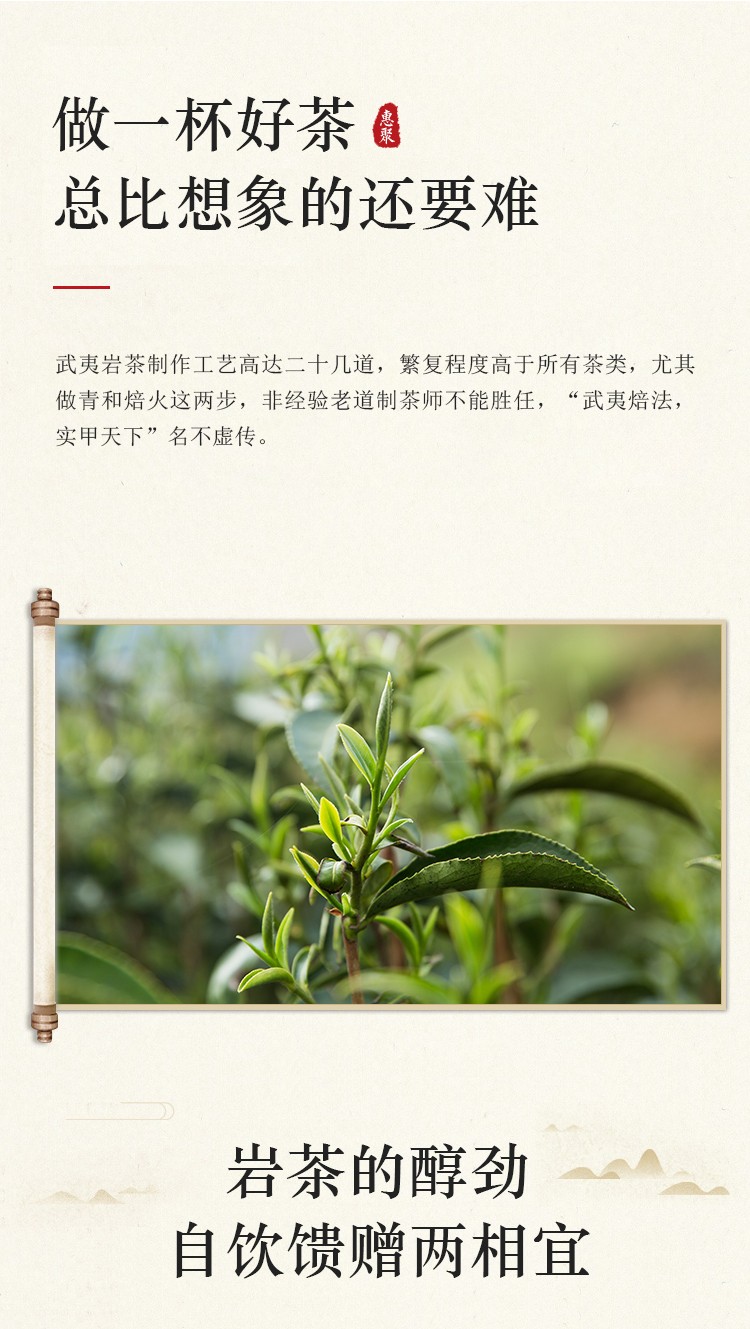 做一杯好茶
惠聚
总比想象的还要难
武夷岩茶制作工艺高达二十几道，繁复程度高于所有茶类，尤其
做青和焙火这两步，非经验老道制茶师不能胜任，“武夷焙法，
实甲天下”名不虚传。
岩茶的醇劲
自饮馈赠两相宜